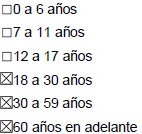 ☐0 a 6 años
☐7 a 11 años
☐12 a 17 años
☒18 a 30 años
☒30 a 59 años
☒60 años en adelante